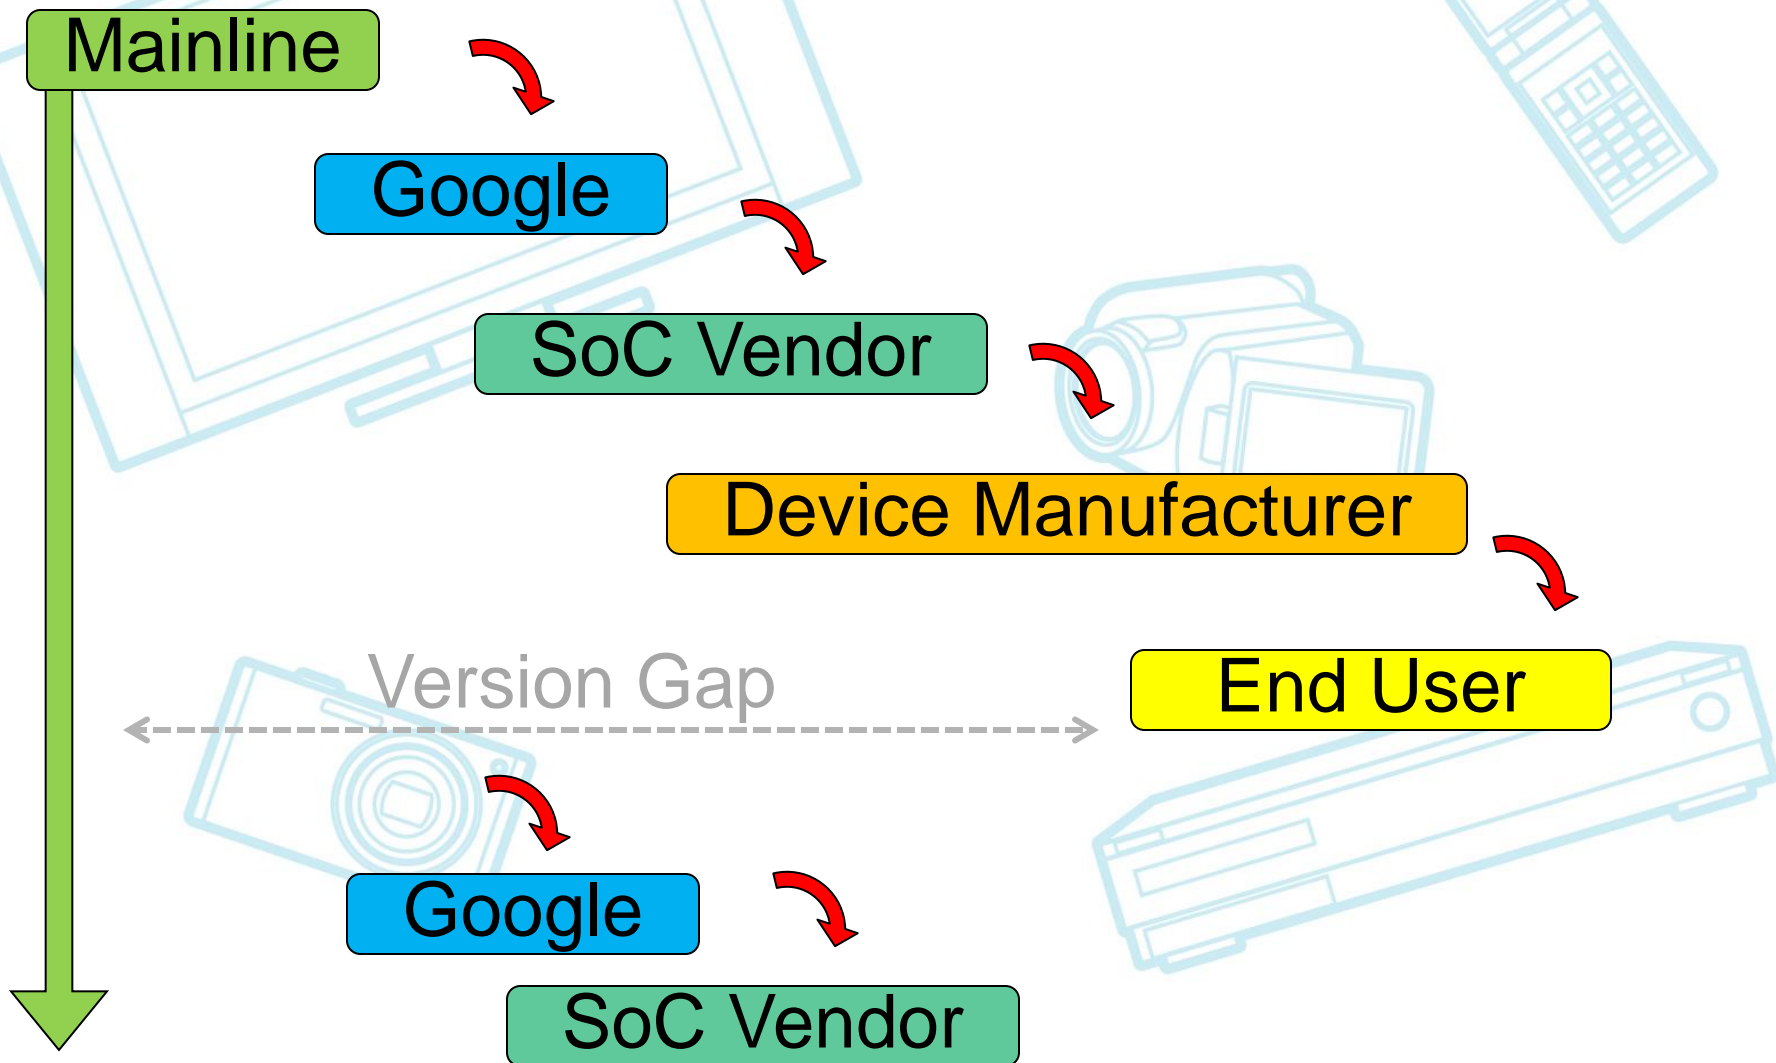 Mainline
Google
SoC Vendor
Device Manufacturer
Version Gap
End User
Google
SoC Vendor